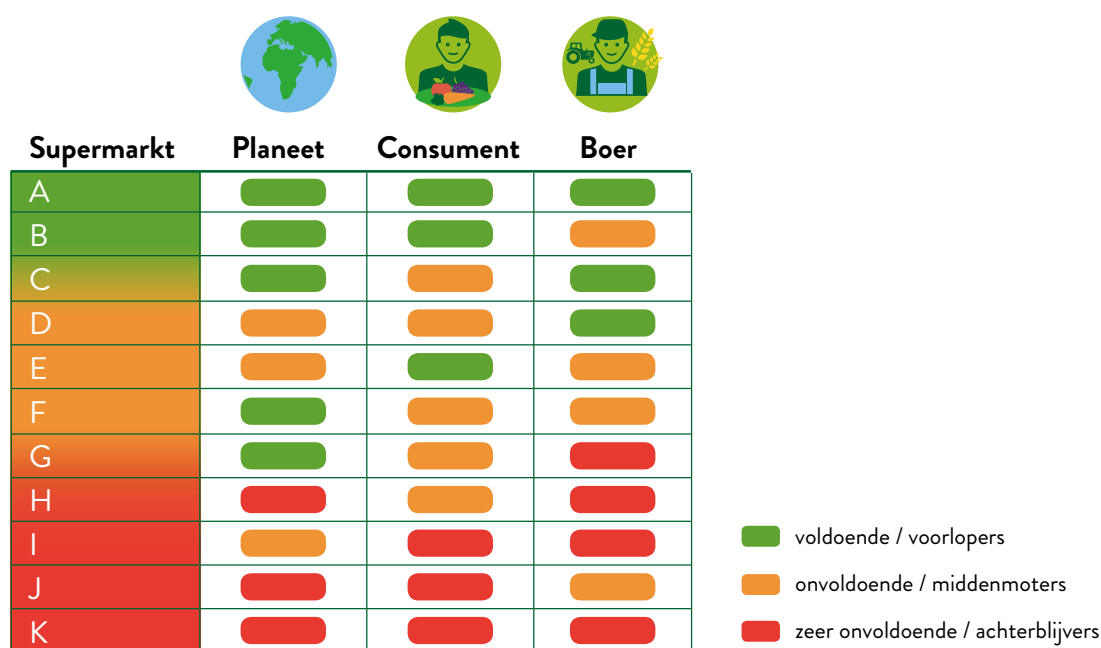 Supermarkt Planeet Consument Boer
A
B
C
D
E
F
G
H
I
J
K
voldoende / voorlopers
onvoldoende / middenmoters
zeer onvoldoende / achterblijvers